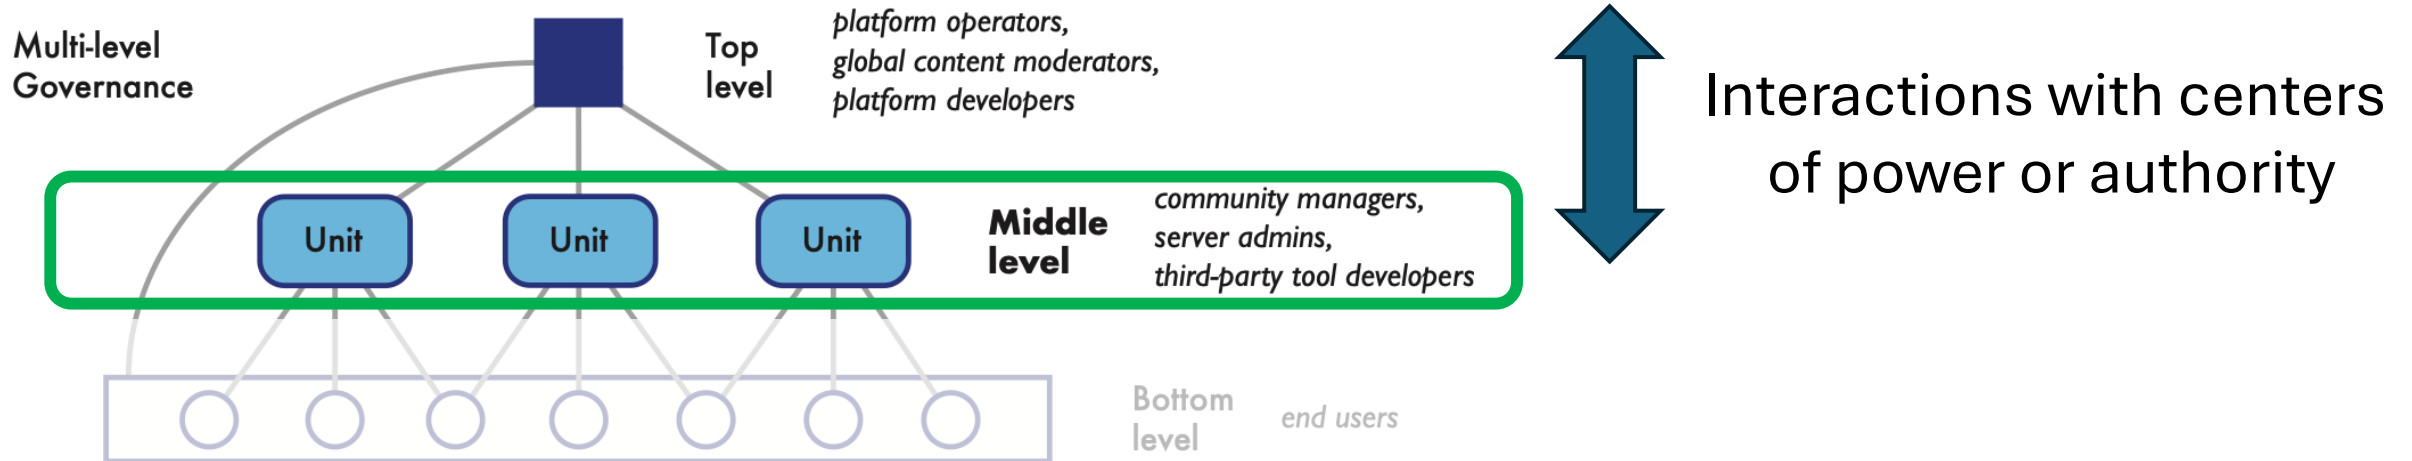 Multi-level
Governance
Top
level
platform operators,
global content moderators,
platform developers
Interactions with centers
of power or authority
Unit
Unit
Unit
Middle
level
community managers,
server admins,
third-party tool developers
Bottom
level
end users